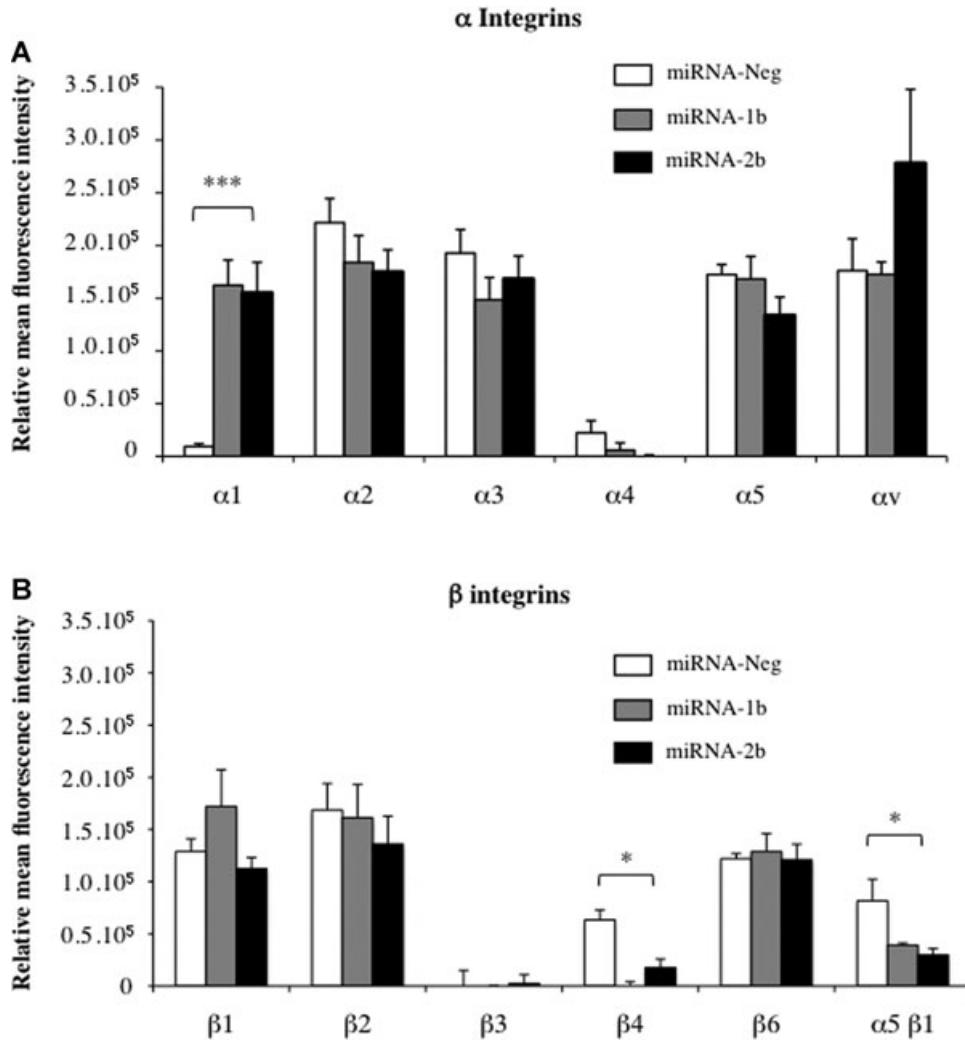 α Integrins
A
Relative mean fluorescence intensity
3.5.10⁵
3.0.10⁵
2.5.10⁵
2.0.10⁵
1.5.10⁵
1.0.10⁵
0.5.10⁵
0
miRNA-Neg
miRNA-1b
miRNA-2b
***
α1 α2 α3 α4 α5 αv
B
β integrins
Relative mean fluorescence intensity
3.5.10⁵
3.0.10⁵
2.5.10⁵
2.0.10⁵
1.5.10⁵
1.0.10⁵
0.5.10⁵
0
miRNA-Neg
miRNA-1b
miRNA-2b
*
*
β1 β2 β3 β4 β6 α5 β1